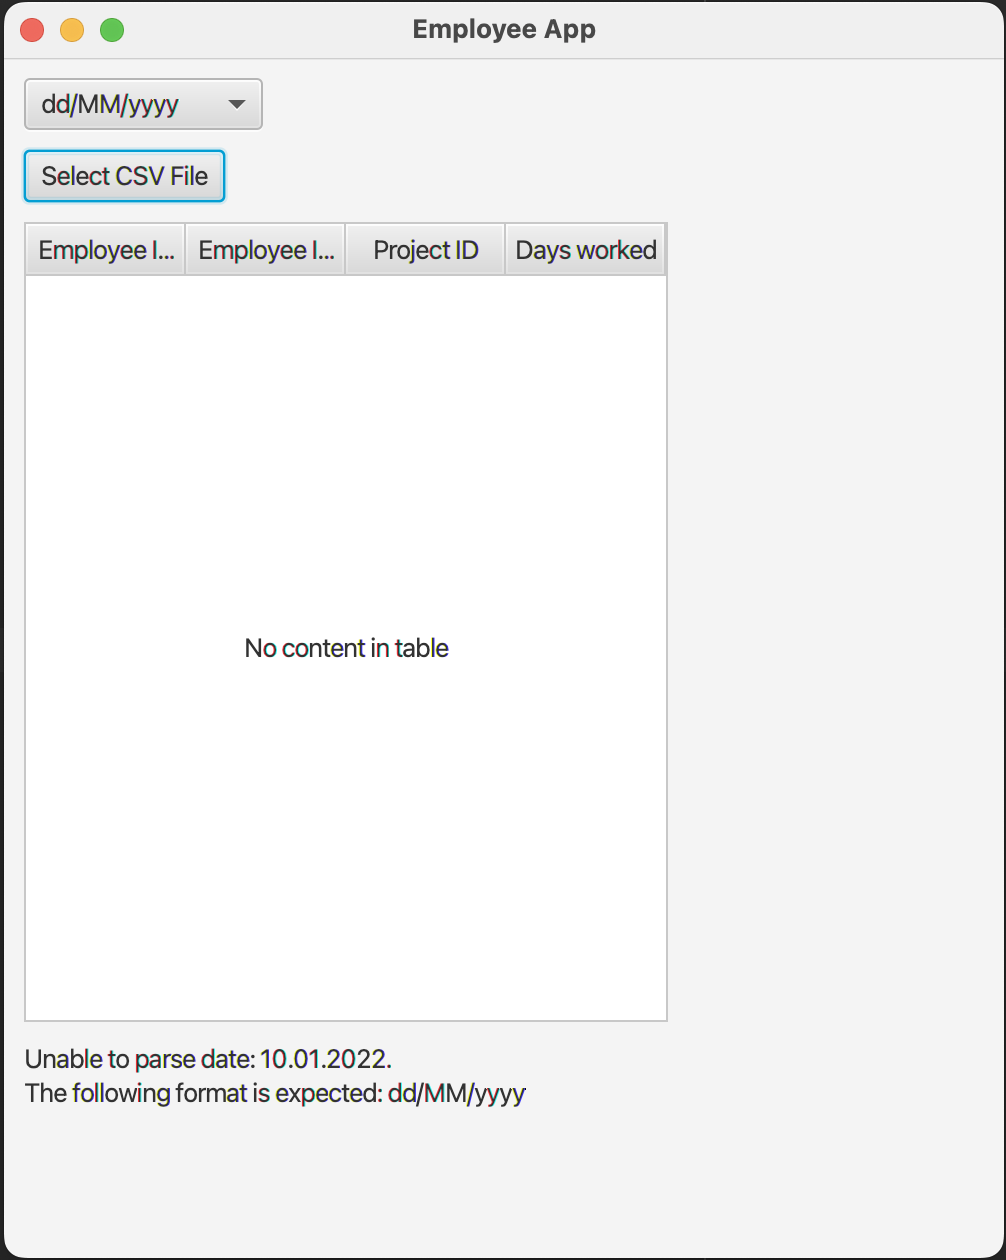 Employee App
dd/MM/yyyy
Select CSV File
Employee I... Employee I... Project ID Days worked
No content in table
Unable to parse date: 10.01.2022.
The following format is expected: dd/MM/yyyy